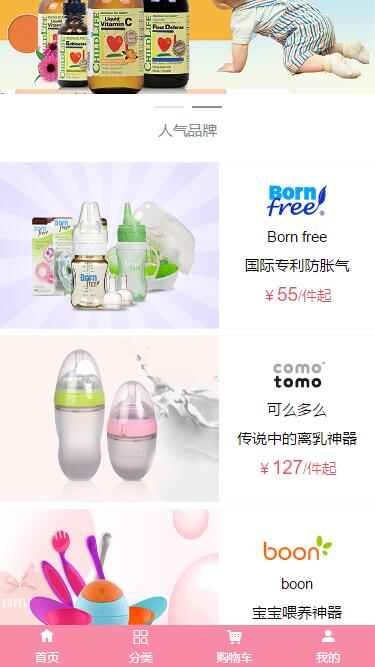 CHILDLIFE
Liquid
Vitamin C
CHILDLIFE
Echinacea
CHILDLIFE
First Defense
人气品牌
Born
free
Born
free
Born free
国际专利防胀气
¥ 55/件起
como
tomo
可么多么
传说中的离乳神器
¥ 127/件起
LOVEL
boon
boon
宝宝喂养神器
首页
分类
购物车
我的